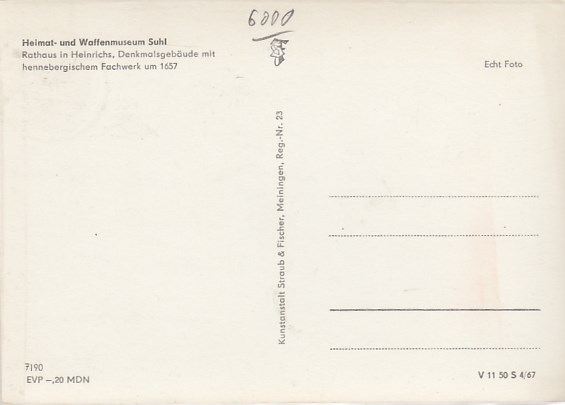 6000
Heimat- und Waffenmuseum Suhl
Rathaus in Heinrichs, Denkmalsgebäude mit
hennebergischem Fachwerk um 1657
Echt Foto
Kunstanstalt Straub & Fischer, Meiningen, Reg.-Nr. 23
7190
EVP –,20 MDN
V 11 50 S 4/67